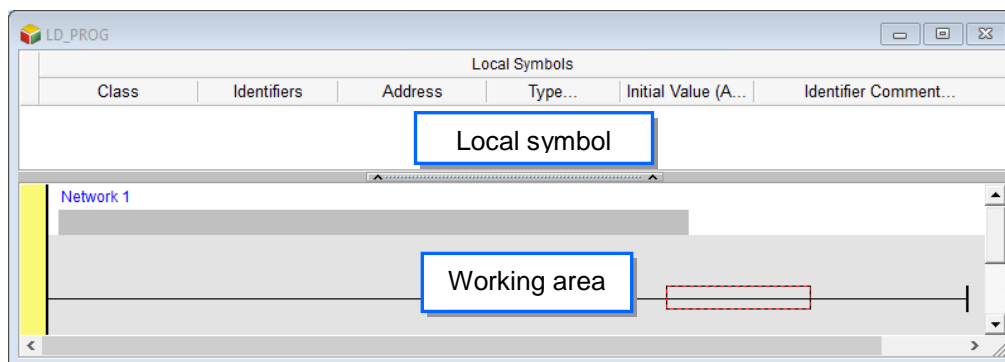 LD_PROG
Local Symbols
Class Identifiers Address Type... Initial Value (A... Identifier Comment...
Local symbol
Network 1
Working area